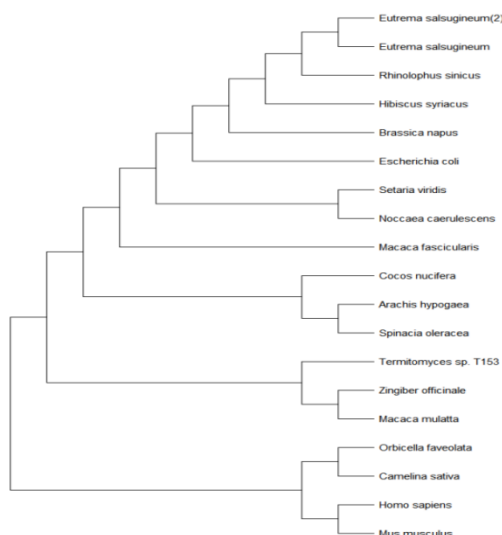 Eutrema salsugineum(2)
Eutrema salsugineum
Rhinolophus sinicus
Hibiscus syriacus
Brassica napus
Escherichia coli
Setaria viridis
Noccaea caerulescens
Macaca fascicularis
Cocos nucifera
Arachis hypogaea
Spinacia oleracea
Termitomyces sp. T153
Zingiber officinale
Macaca mulatta
Orbicella faveolata
Camelina sativa
Homo sapiens
Mus musculus